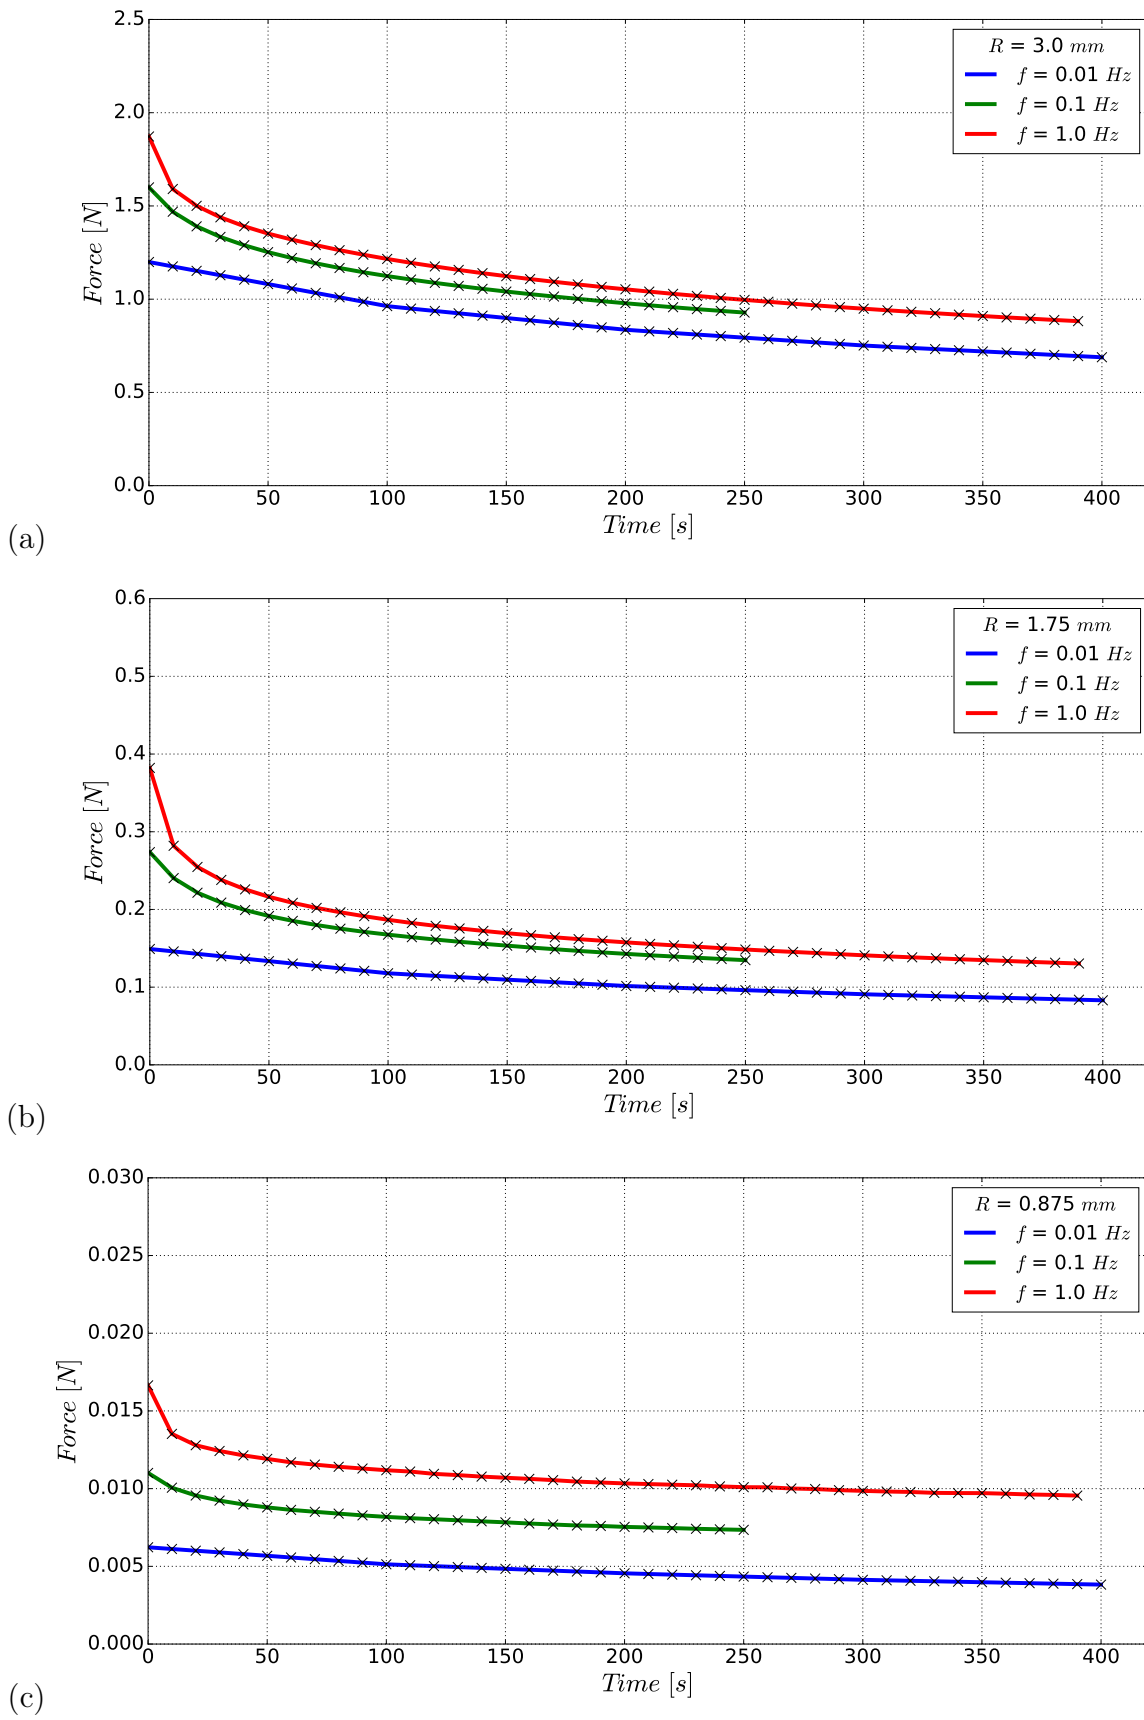 2.5
2.0
1.5
1.0
0.5
0.0
Force [N]
R = 3.0 mm
f = 0.01 Hz
f = 0.1 Hz
f = 1.0 Hz
0 50 100 150 200 250 300 350 400
Time [s]
(a)
0.6
0.5
0.4
0.3
0.2
0.1
0.0
Force [N]
R = 1.75 mm
f = 0.01 Hz
f = 0.1 Hz
f = 1.0 Hz
0 50 100 150 200 250 300 350 400
Time [s]
(b)
0.030
0.025
0.020
0.015
0.010
0.005
0.000
Force [N]
R = 0.875 mm
f = 0.01 Hz
f = 0.1 Hz
f = 1.0 Hz
0 50 100 150 200 250 300 350 400
Time [s]
(c)